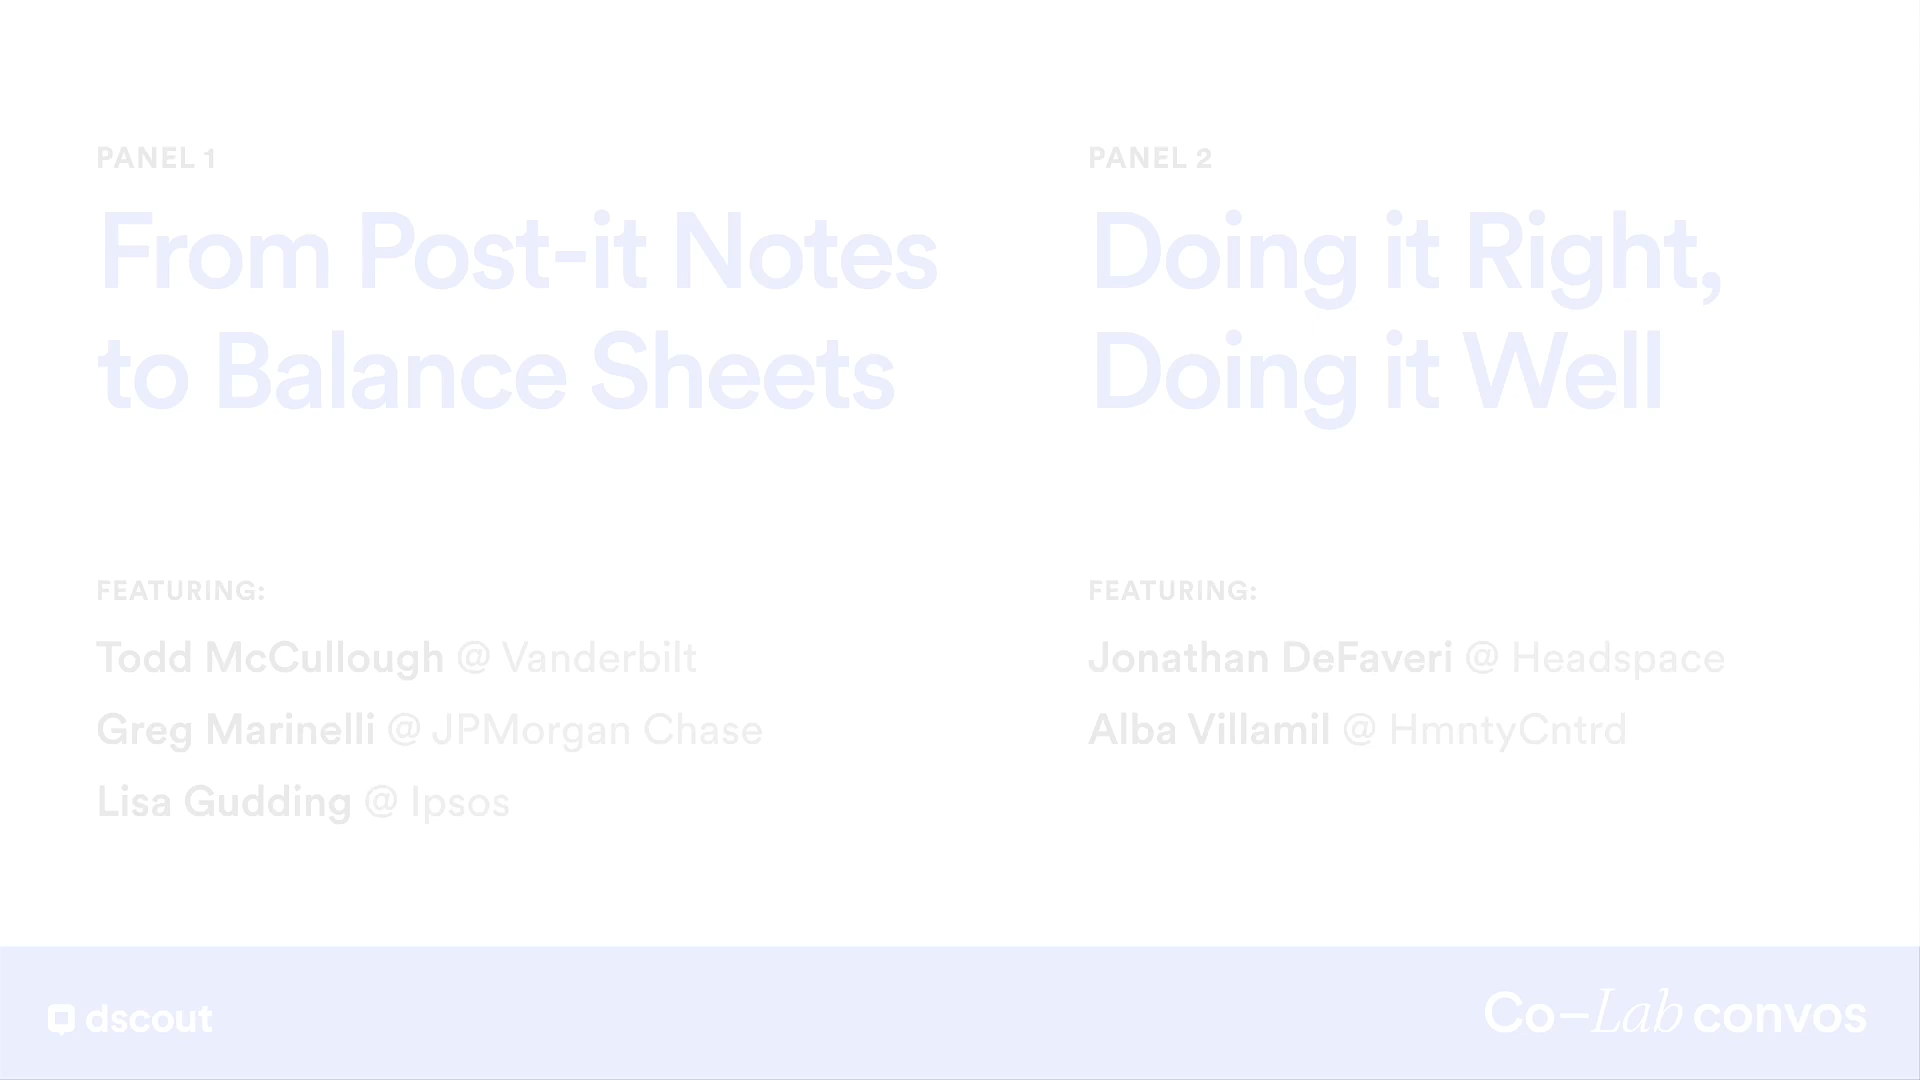 PANEL 1
From Post-it Notes
to Balance Sheets
FEATURING:
Todd McCullough @ Vanderbilt
Greg Marinelli @ JPMorgan Chase
Lisa Gudding @ Ipsos
PANEL 2
Doing it Right,
Doing it Well
FEATURING:
Jonathan DeFaveri @ Headspace
Alba Villamil @ HmntyCntrd
dscout
Co–Lab convos